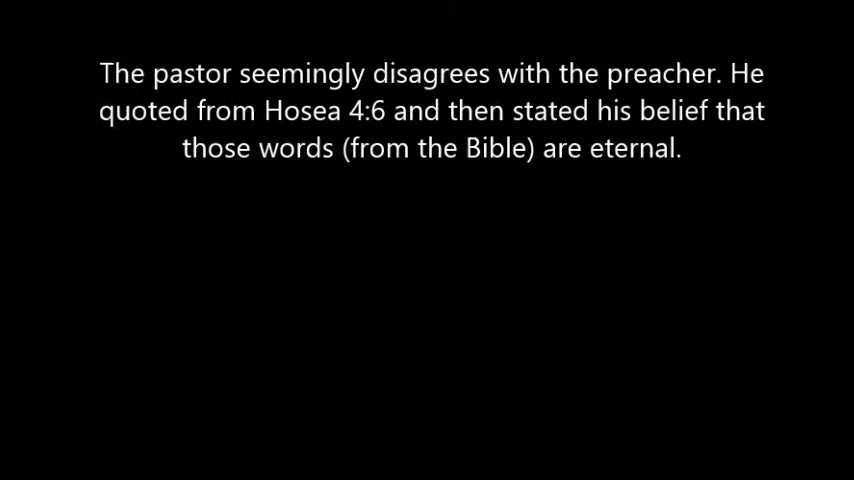 The pastor seemingly disagrees with the preacher. He
quoted from Hosea 4:6 and then stated his belief that
those words (from the Bible) are eternal.